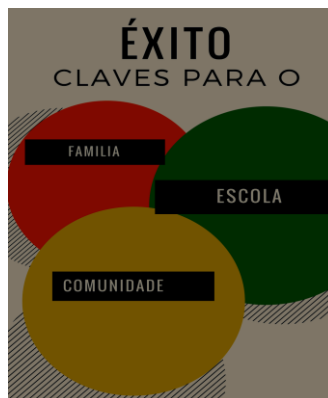 ÉXITO
CLAVES PARA O
FAMILIA
ESCOLA
COMUNIDADE